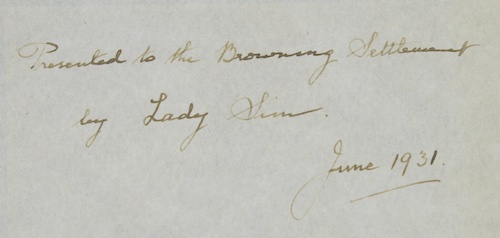 Presented to the Browning Settlement
by Lady Sim.
June 1931.